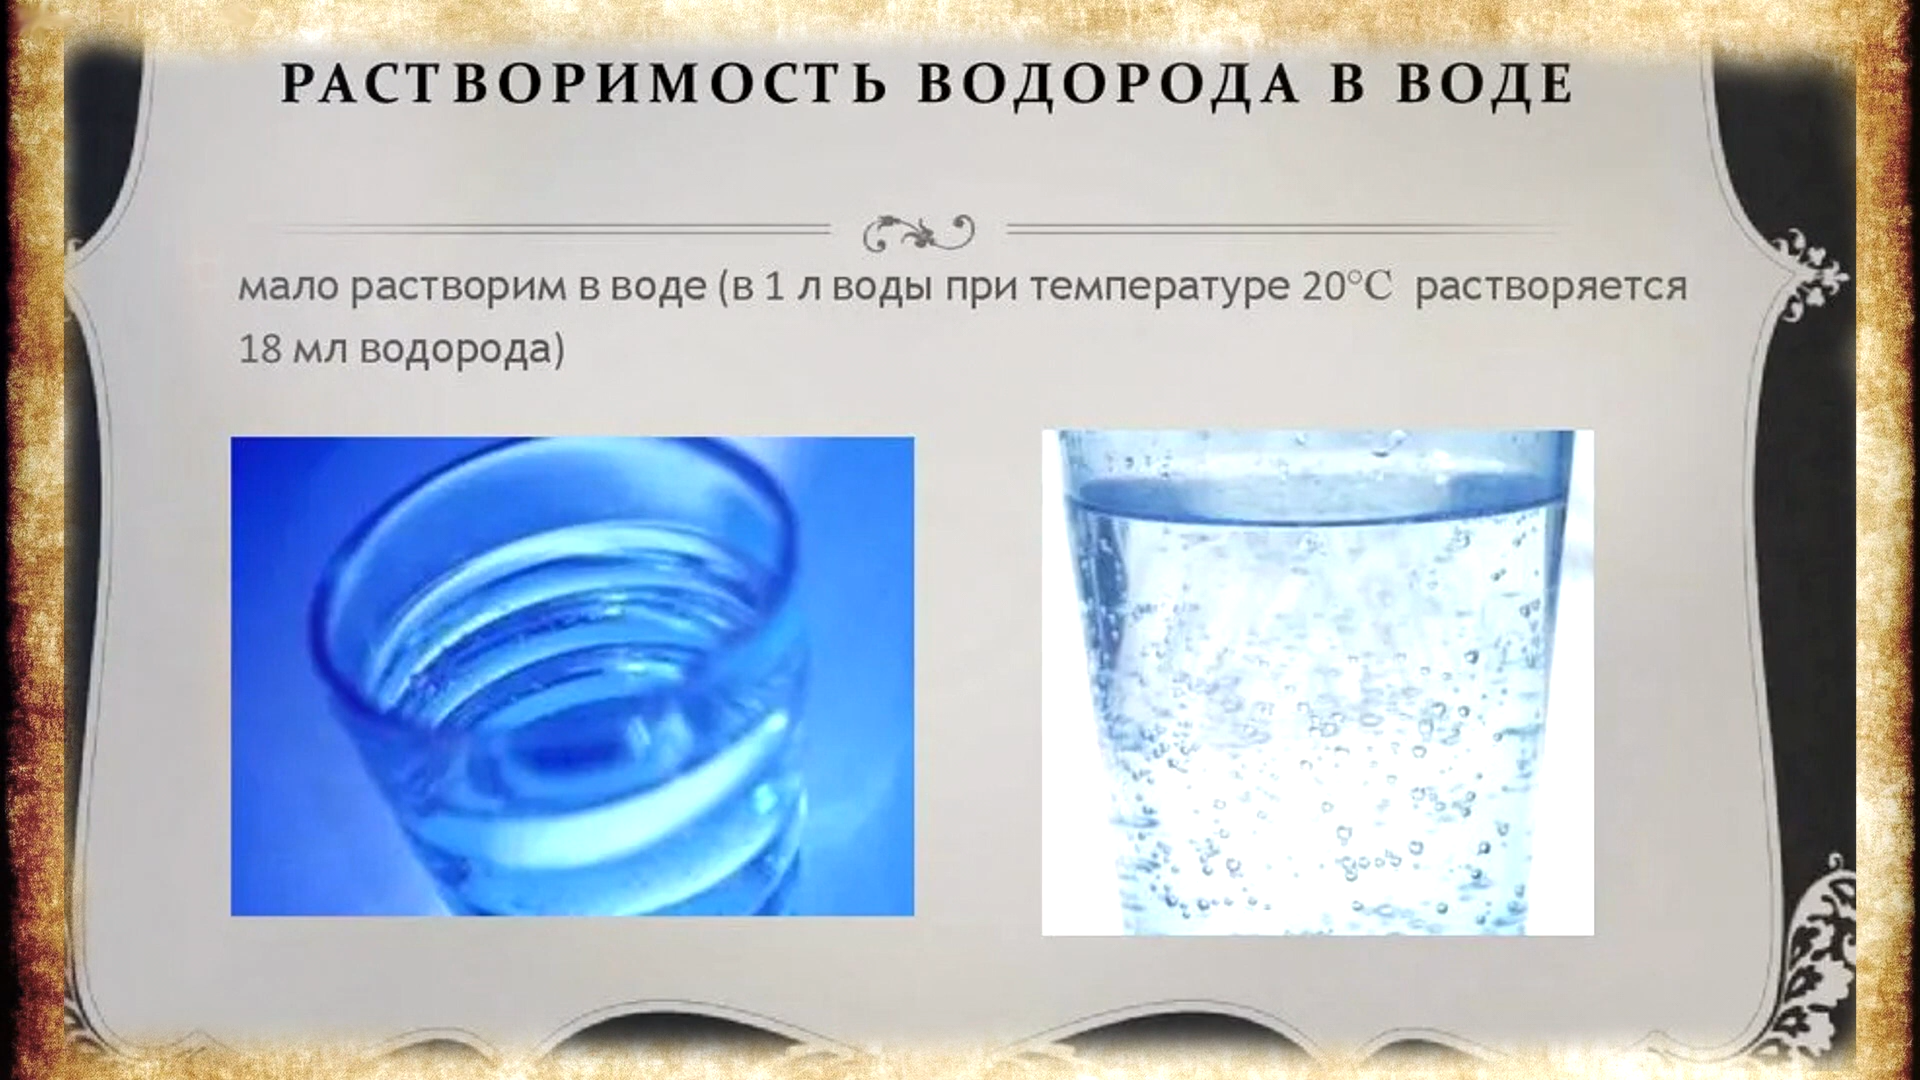 РАСТВОРИМОСТЬ ВОДОРОДА В ВОДЕ
мало растворим в воде (в 1 л воды при температуре 20°С растворяется
18 мл водорода)